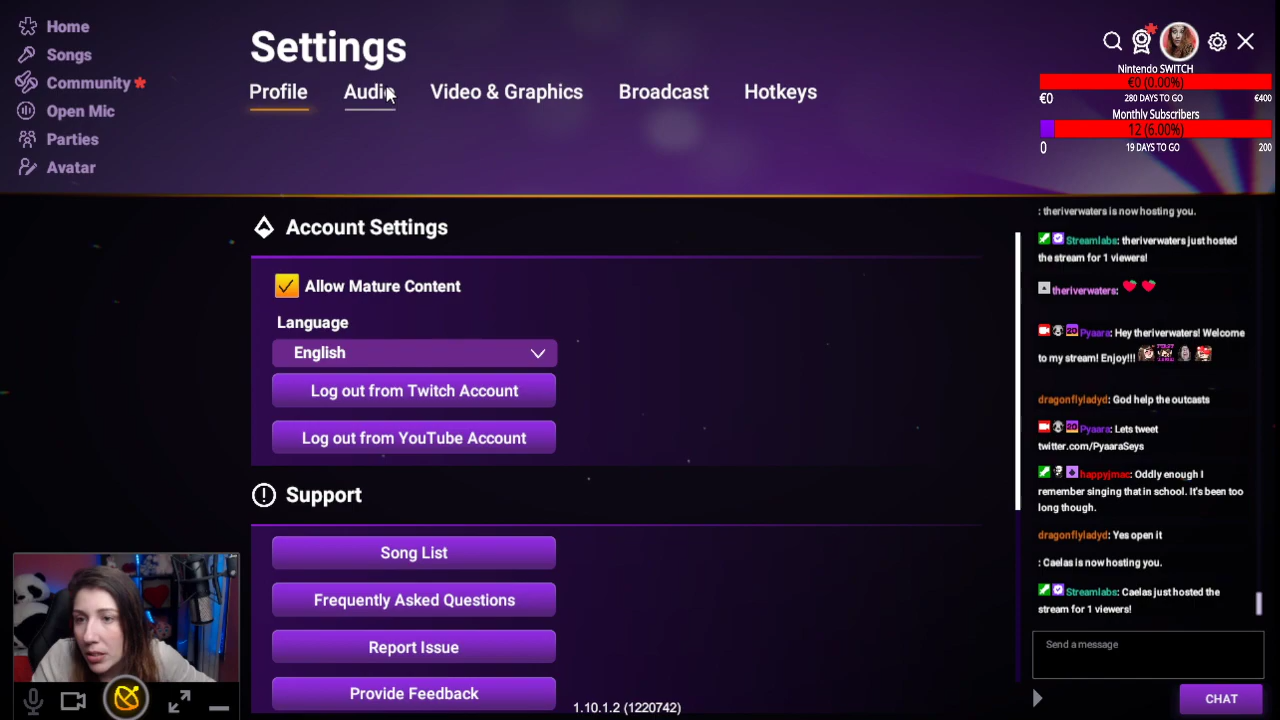 Home
Songs
Community *
Open Mic
Parties
Avatar
Settings
Profile
Audio
Video & Graphics
Broadcast
Hotkeys
Nintendo SWITCH
€0 (0.00%)
€0
280 DAYS TO GO
€400
Monthly Subscribers
12 (6.00%)
0
19 DAYS TO GO
200
Account Settings
Allow Mature Content
Language
English
Log out from Twitch Account
Log out from YouTube Account
Support
Song List
Frequently Asked Questions
Report Issue
Provide Feedback
1.10.1.2 (1220742)
: theriverwaters is now hosting you.
Streamlabs: theriverwaters just hosted
the stream for 1 viewers!
theriverwaters:
20 Pyaara: Hey theriverwaters! Welcome
to my stream! Enjoy!!!
dragonflyladyd: God help the outcasts
20 Pyaara: Lets tweet
twitter.com/PyaaraSeys
happyjmac: Oddly enough I
remember singing that in school. It's been too
long though.
dragonflyladyd: Yes open it
: Caelas is now hosting you.
Streamlabs: Caelas just hosted the
stream for 1 viewers!
Send a message
CHAT